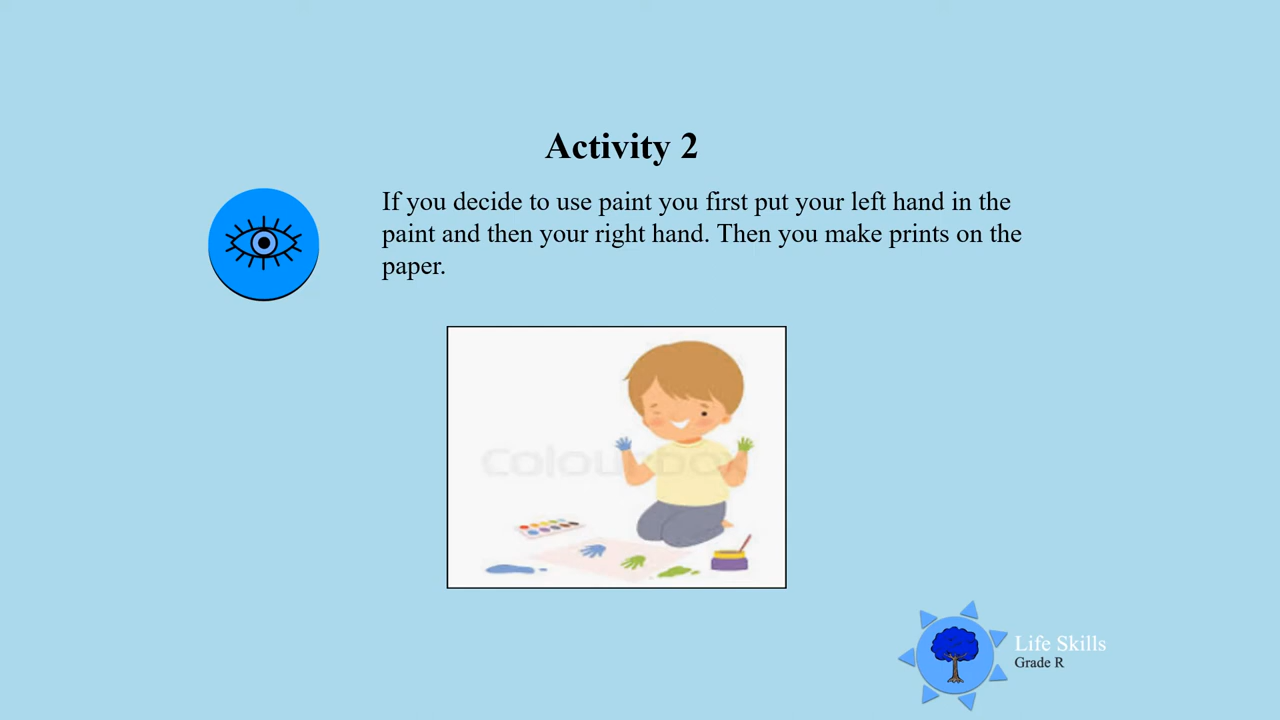 Activity 2
If you decide to use paint you first put your left hand in the
paint and then your right hand. Then you make prints on the
paper.
Colourbox
Life Skills
Grade R